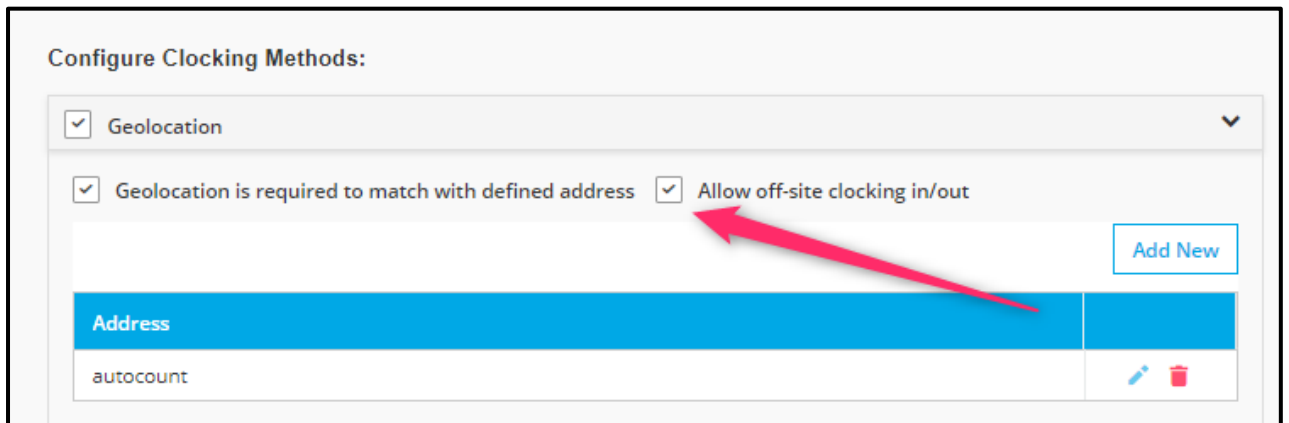 Configure Clocking Methods:
Geolocation
Geolocation is required to match with defined address Allow off-site clocking in/out
Add New
Address
autocount